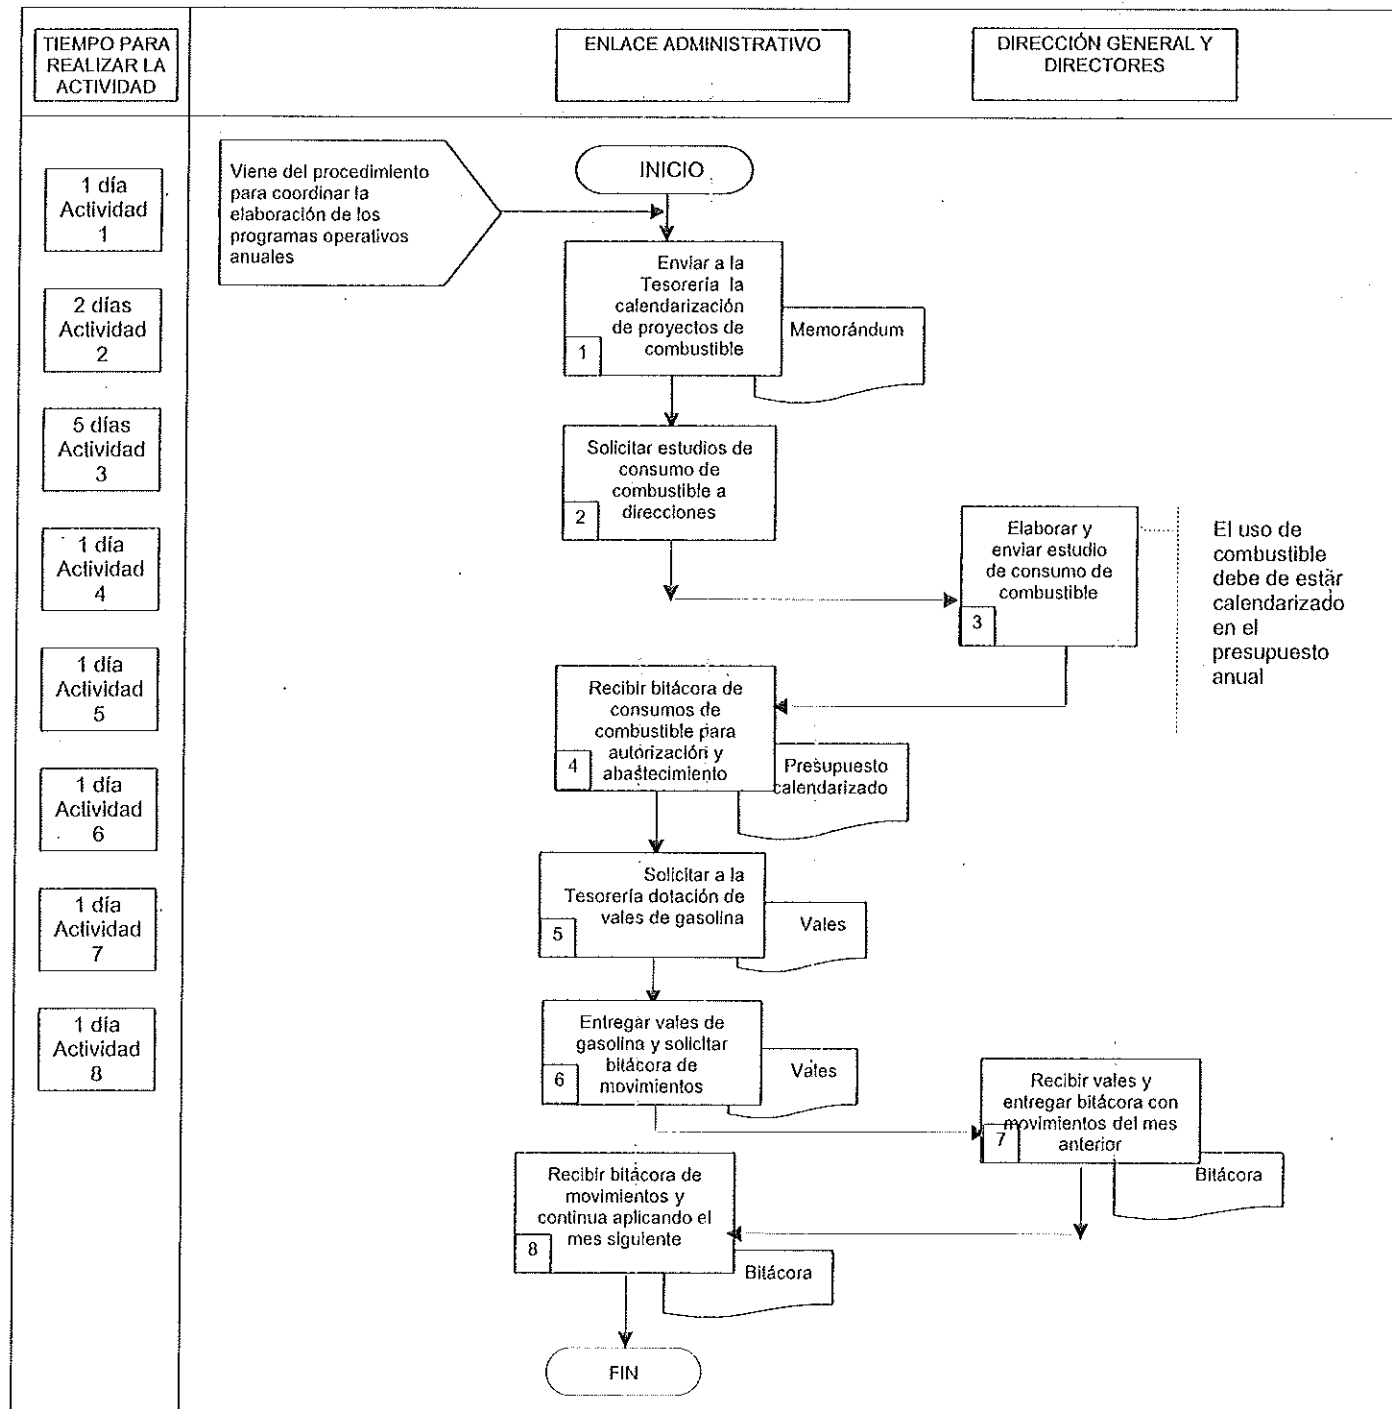 TIEMPO PARA
REALIZAR LA
ACTIVIDAD
ENLACE ADMINISTRATIVO
DIRECCIÓN GENERAL Y
DIRECTORES
1 día
Actividad
1
2 días
Actividad
2
5 días
Actividad
3
1 día
Actividad
4
1 día
Actividad
5
1 día
Actividad
6
1 día
Actividad
7
1 día
Actividad
8
Viene del procedimiento
para coordinar la
elaboración de los
programas operativos
anuales
INICIO
Enviar a la
Tesorería la
calendarización
de proyectos de
combustible
1
Memorándum
Solicitar estudios de
consumo de
combustible a
direcciones
2
Elaborar y
enviar estudio
de consumo de
combustible
3
El uso de
combustible
debe de estar
calendarizado
en el
presupuesto
anual
Recibir bitácora de
consumos de
combustible para
autorización y
abastecimiento
4
Presupuesto
calendarizado
Solicitar a la
Tesorería dotación de
vales de gasolina
5
Vales
Entregar vales de
gasolina y solicitar
bitácora de
movimientos
6
Vales
Recibir vales y
entregar bitácora con
movimientos del mes
anterior
7
Bitácora
Recibir bitácora de
movimientos y
continua aplicando el
mes siguiente
8
Bitácora
FIN